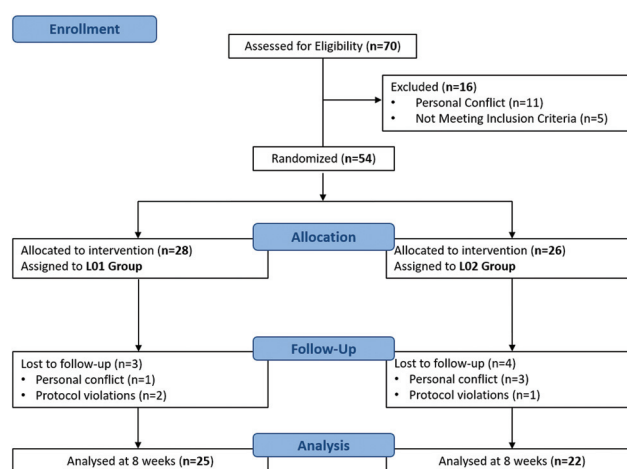 Enrollment
Assessed for Eligibility (n=70)
Excluded (n=16)
• Personal Conflict (n=11)
• Not Meeting Inclusion Criteria (n=5)
Randomized (n=54)
Allocation
Allocated to intervention (n=28)
Assigned to L01 Group
Allocated to intervention (n=26)
Assigned to L02 Group
Follow-Up
Lost to follow-up (n=3)
• Personal conflict (n=1)
• Protocol violations (n=2)
Lost to follow-up (n=4)
• Personal conflict (n=3)
• Protocol violations (n=1)
Analysis
Analysed at 8 weeks (n=25)
Analysed at 8 weeks (n=22)